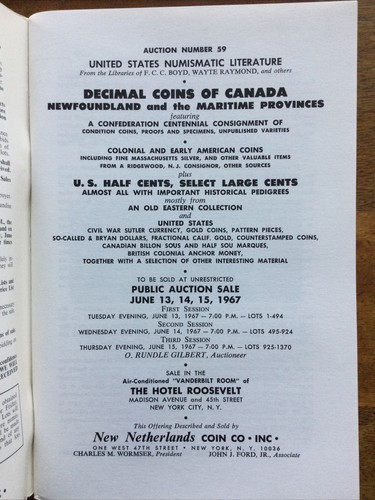 AUCTION NUMBER 59
UNITED STATES NUMISMATIC LITERATURE
From the Libraries of F. C. C. BOYD, WAYTE RAYMOND, and others
DECIMAL COINS OF CANADA
NEWFOUNDLAND and the MARITIME PROVINCES
featuring
A CONFEDERATION CENTENNIAL CONSIGNMENT OF
CONDITION COINS, PROOFS AND SPECIMENS, UNPUBLISHED VARIETIES
COLONIAL AND EARLY AMERICAN COINS
INCLUDING FINE MASSACHUSETTS SILVER, AND OTHER VALUABLE ITEMS
FROM A RIDGEWOOD, N. J. CONSIGNOR, OTHER SOURCES
plus
U. S. HALF CENTS, SELECT LARGE CENTS
ALMOST ALL WITH IMPORTANT HISTORICAL PEDIGREES
mostly from
AN OLD EASTERN COLLECTION
and
UNITED STATES
CIVIL WAR SUTLER CURRENCY, GOLD COINS, PATTERN PIECES,
SO-CALLED & BRYAN DOLLARS, FRACTIONAL CALIF. GOLD, COUNTERSTAMPED COINS,
CANADIAN BILLON SOUS AND HALF SOU MARQUES,
BRITISH COLONIAL ANCHOR MONEY,
TOGETHER WITH A SELECTION OF OTHER INTERESTING MATERIAL
TO BE SOLD AT UNRESTRICTED
PUBLIC AUCTION SALE
JUNE 13, 14, 15, 1967
First Session
TUESDAY EVENING, JUNE 13, 1967 — 7:00 P.M. — LOTS 1-494
Second Session
WEDNESDAY EVENING, JUNE 14, 1967 — 7:00 P.M. — LOTS 495-924
Third Session
THURSDAY EVENING, JUNE 15, 1967 — 7:00 P.M. — LOTS 925-1370
O. RUNDLE GILBERT, Auctioneer
SALE IN THE
Air-Conditioned "VANDERBILT ROOM" of
THE HOTEL ROOSEVELT
MADISON AVENUE and 45th STREET
NEW YORK CITY, N. Y.
This Offering Described and Sold by
New Netherlands COIN CO • INC •
ONE WEST 47TH STREET • NEW YORK, N. Y. 10036
CHARLES M. WORMSER, President JOHN J. FORD, JR., Associate